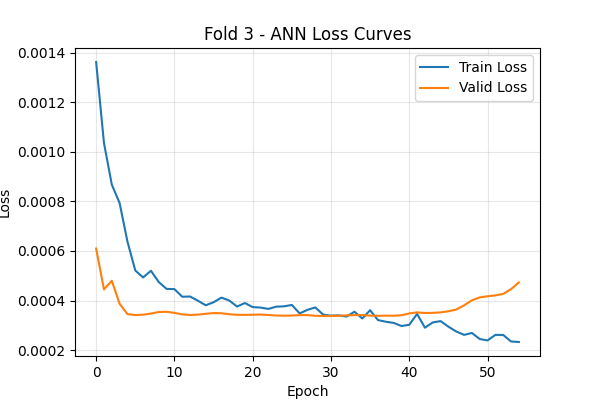 Fold 3 - ANN Loss Curves
Train Loss
Valid Loss
Loss
0.0014
0.0012
0.0010
0.0008
0.0006
0.0004
0.0002
0 10 20 30 40 50
Epoch